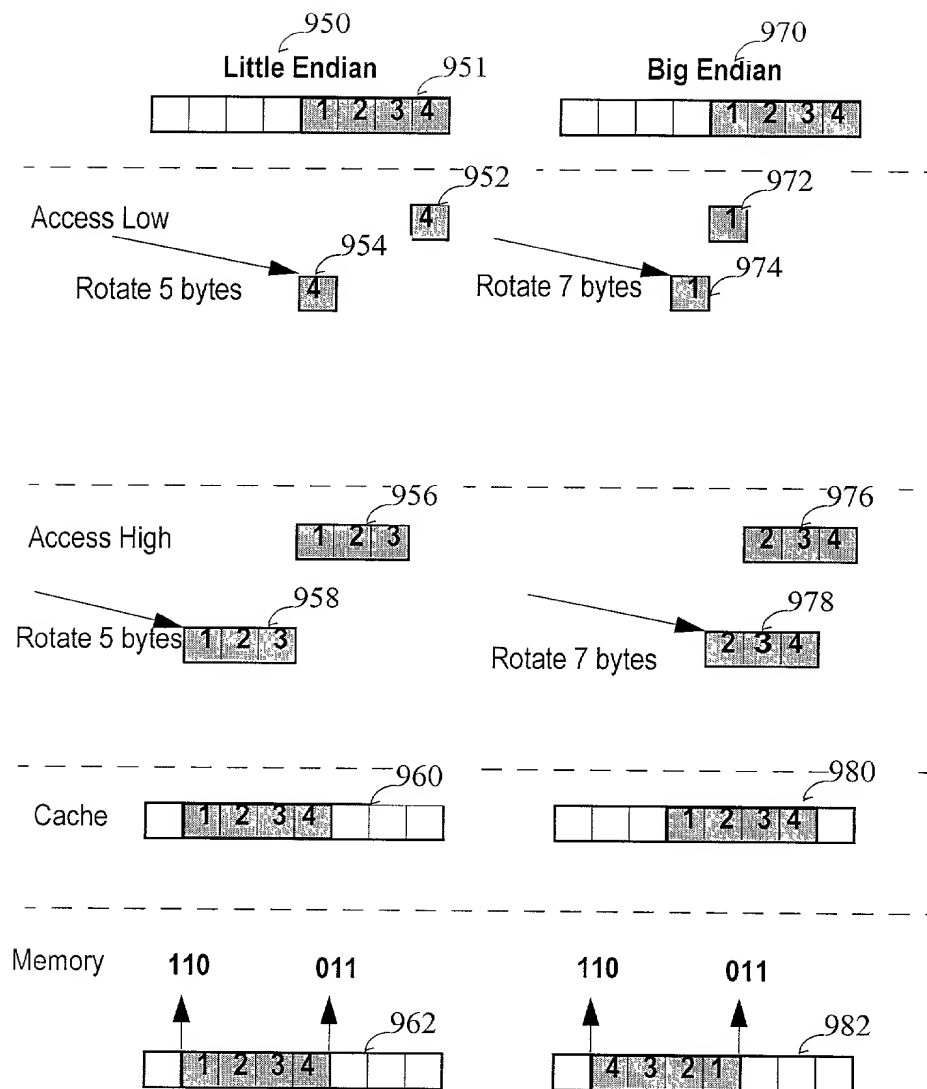 950 970
Little Endian 951 Big Endian
1 2 3 4 1 2 3 4
952 972
Access Low 4 1
954
Rotate 5 bytes 4 Rotate 7 bytes 1 974
956 976
Access High 1 2 3 2 3 4
958 978
Rotate 5 bytes 1 2 3 Rotate 7 bytes 2 3 4
960 980
Cache 1 2 3 4 1 2 3 4
Memory 110 011 110 011
962 982
1 2 3 4 4 3 2 1